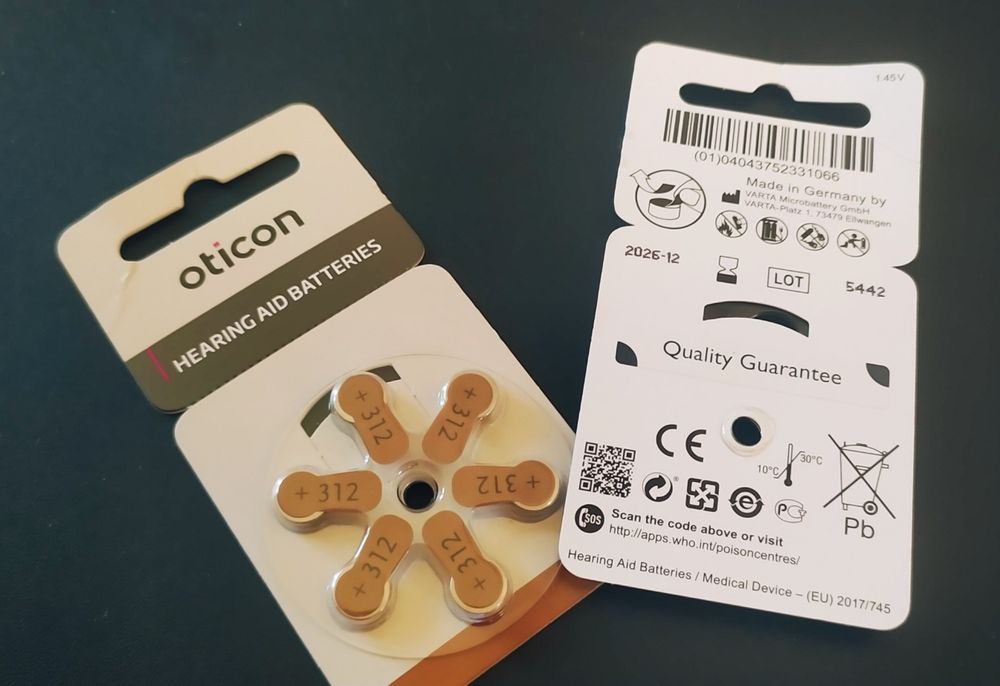 oticon
HEARING AID BATTERIES
+ 312
+ 312
+ 312
+ 312
+ 312
+ 312
1.45V
(01)04043752331066
Made in Germany by
VARTA Microbattery GmbH
VARTA-Platz 1, 73479 Ellwangen
2026-12
LOT
5442
Quality Guarantee
CE
10°C
30°C
Pb
SOS
Scan the code above or visit
http://apps.who.int/poisoncentres/
Hearing Aid Batteries / Medical Device – (EU) 2017/745